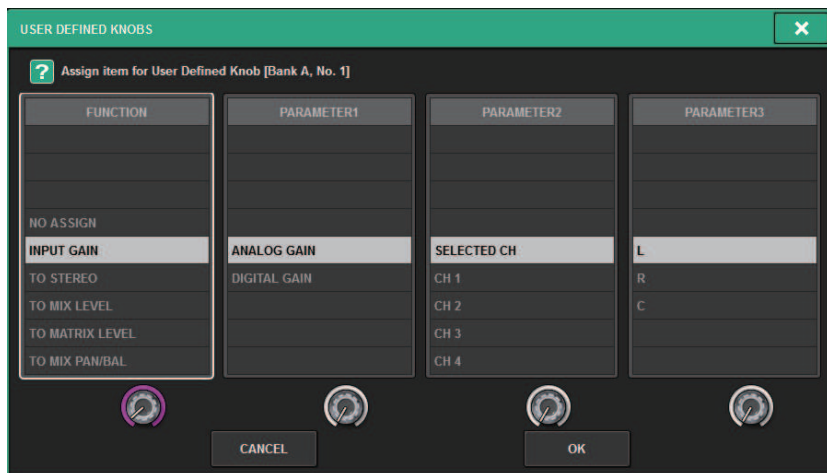 USER DEFINED KNOBS
?
Assign item for User Defined Knob [Bank A, No. 1]
FUNCTION PARAMETER1 PARAMETER2 PARAMETER3
NO ASSIGN
INPUT GAIN ANALOG GAIN SELECTED CH L
TO STEREO DIGITAL GAIN CH 1 R
TO MIX LEVEL CH 2 C
TO MATRIX LEVEL CH 3
TO MIX PAN/BAL CH 4
CANCEL OK